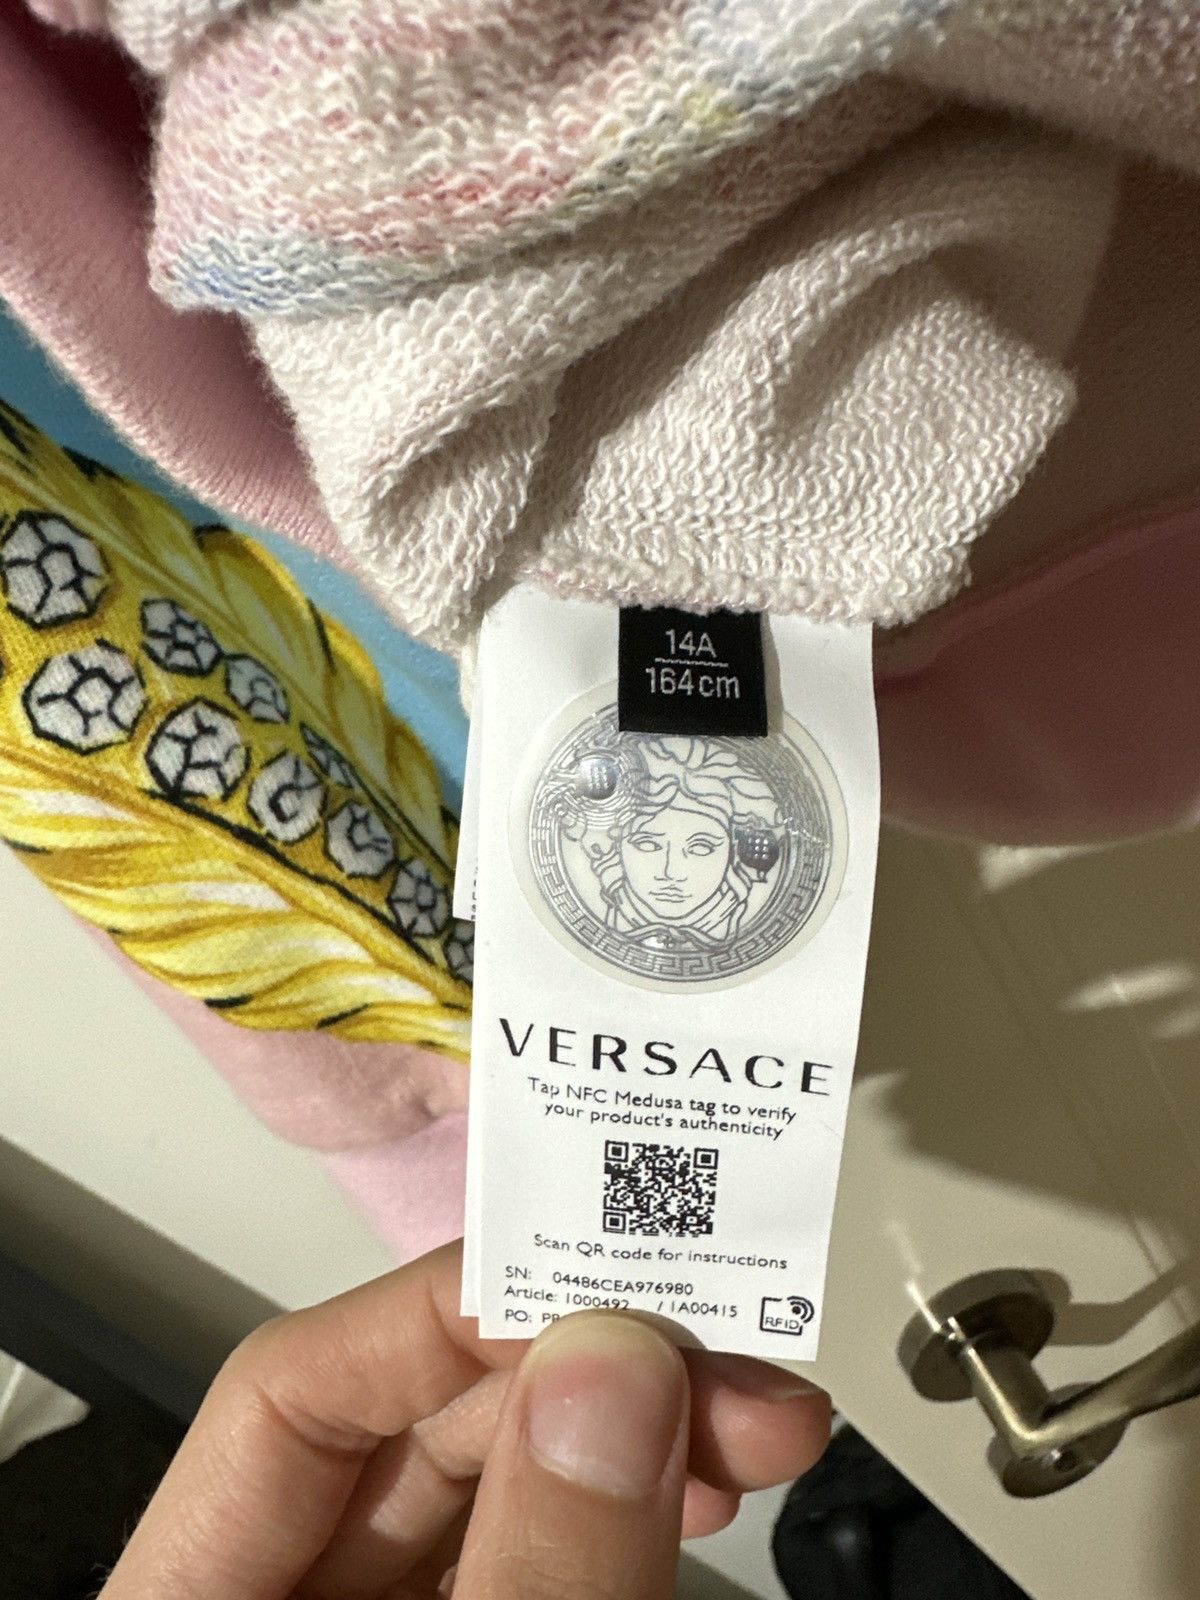 14A
164cm
VERSACE
Tap NFC Medusa tag to verify
your product's authenticity
Scan QR code for instructions
SN: 04486CEA976980
Article: 1000492 / 1A00415
PO:
RFID